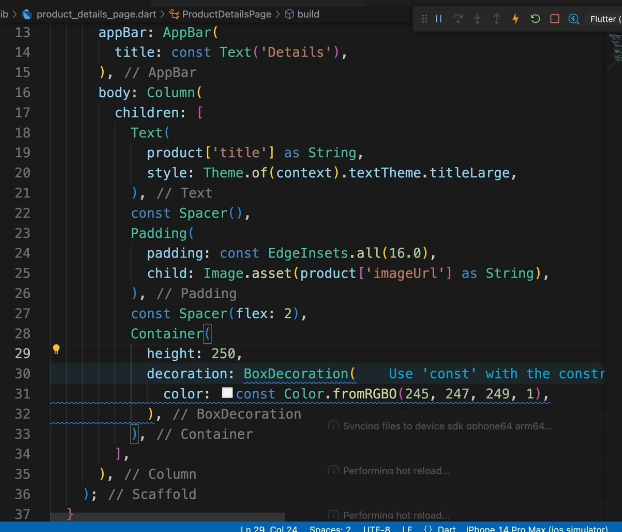 ib > product_details_page.dart > ProductDetailsPage > build
Flutter (
13 appBar: AppBar(
14 title: const Text('Details'),
15 ), // AppBar
16 body: Column(
17 children: [
18 Text(
19 product['title'] as String,
20 style: Theme.of(context).textTheme.titleLarge,
21 ), // Text
22 const Spacer(),
23 Padding(
24 padding: const EdgeInsets.all(16.0),
25 child: Image.asset(product['imageUrl'] as String),
26 ), // Padding
27 const Spacer(flex: 2),
28 Container(
29 height: 250,
30 decoration: BoxDecoration( Use 'const' with the constr
31 color: const Color.fromRGBO(245, 247, 249, 1),
32 ), // BoxDecoration
33 ), // Container
34 ],
35 ), // Column
36 ); // Scaffold
37 }
Syncing files to device sdk gphone64 arm64...
Performing hot reload...
Performing hot reload...
Ln 29, Col 24 Spaces: 2 UTF-8 LF {} Dart iPhone 14 Pro Max (ios simulator)